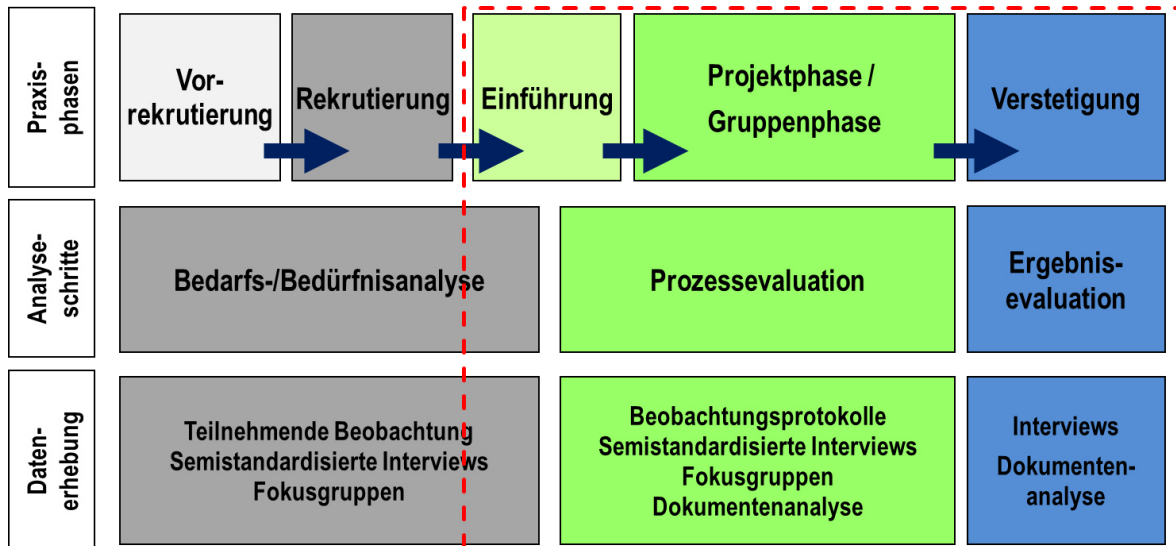 Praxis-
phasen
Vor-
rekrutierung
Rekrutierung
Einführung
Projektphase /
Gruppenphase
Verstetigung
Analyse-
schritte
Bedarfs-/Bedürfnisanalyse
Prozessevaluation
Ergebnis-
evaluation
Daten-
erhebung
Teilnehmende Beobachtung
Semistandardisierte Interviews
Fokusgruppen
Beobachtungsprotokolle
Semistandardisierte Interviews
Fokusgruppen
Dokumentenanalyse
Interviews
Dokumenten-
analyse